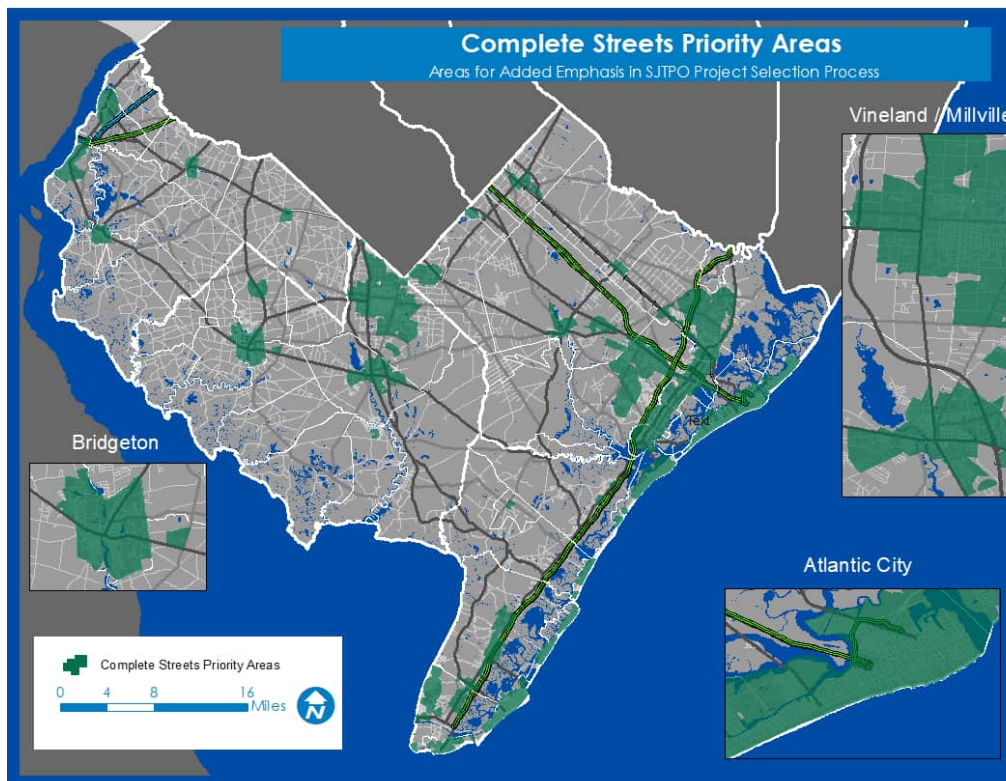 Complete Streets Priority Areas
Areas for Added Emphasis in SJTPO Project Selection Process
Vineland / Millville
Text
Bridgeton
Atlantic City
Complete Streets Priority Areas
0 4 8 16
Miles
N